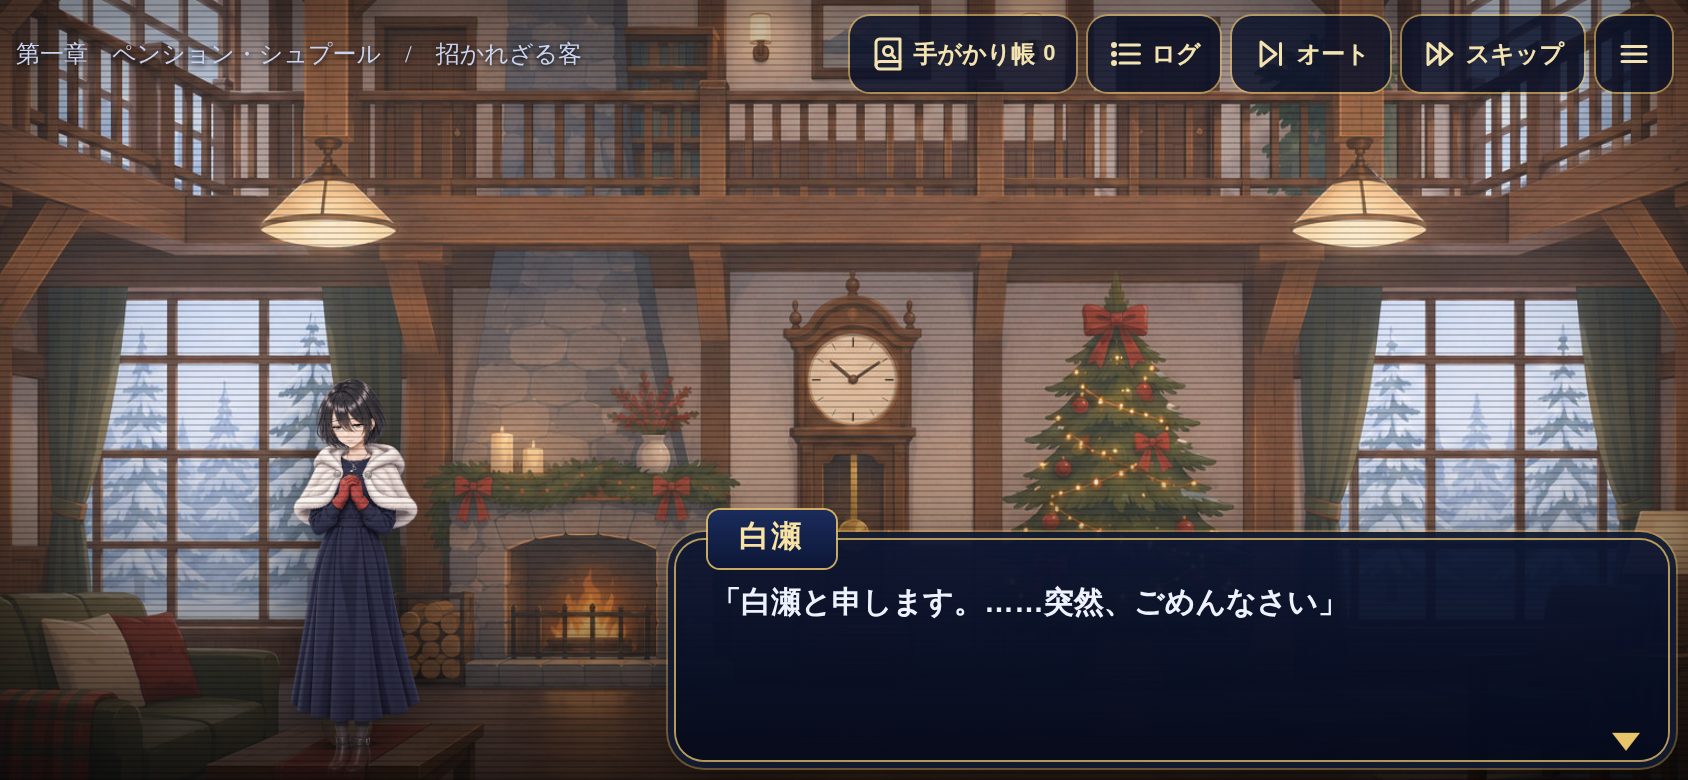 第一章　ペンション・シュプール　/　招かれざる客
手がかり帳 0
ログ
オート
スキップ
白瀬
「白瀬と申します。……突然、ごめんなさい」